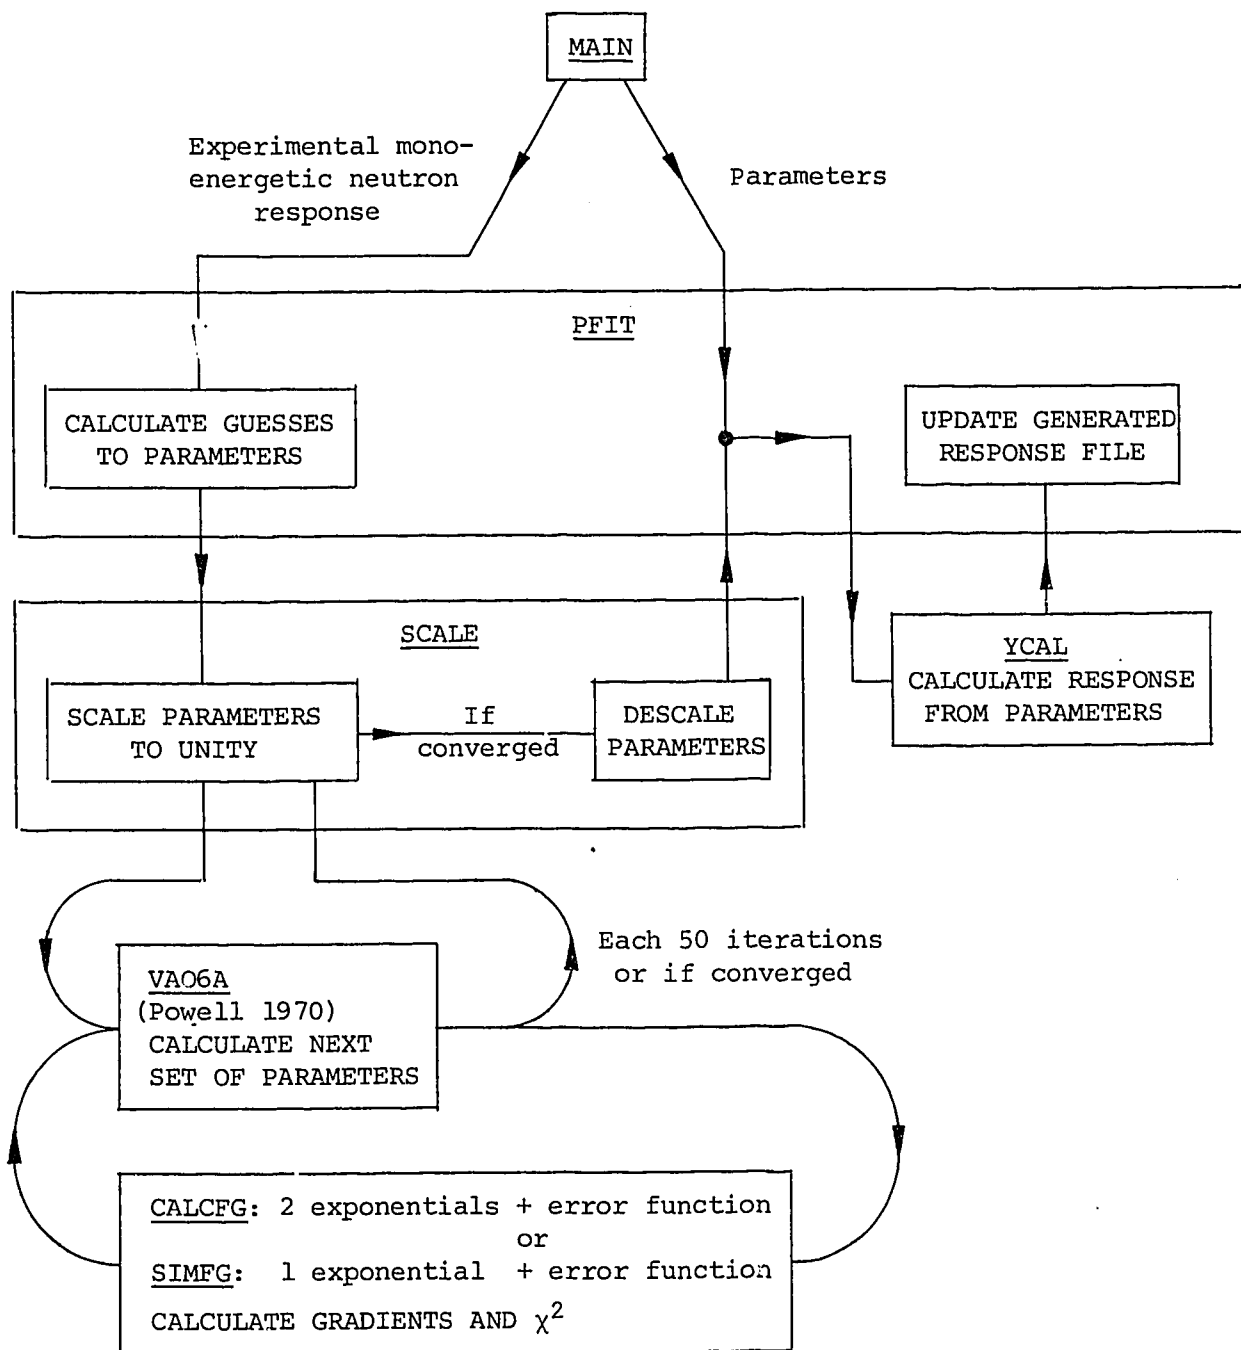 MAIN
Experimental mono-
energetic neutron
response
Parameters
PFIT
CALCULATE GUESSES
TO PARAMETERS
UPDATE GENERATED
RESPONSE FILE
SCALE
SCALE PARAMETERS
TO UNITY
If
converged
DESCALE
PARAMETERS
YCAL
CALCULATE RESPONSE
FROM PARAMETERS
Each 50 iterations
or if converged
VA06A
(Powell 1970)
CALCULATE NEXT
SET OF PARAMETERS
CALCFG: 2 exponentials + error function
or
SIMFG: 1 exponential + error function
CALCULATE GRADIENTS AND χ²